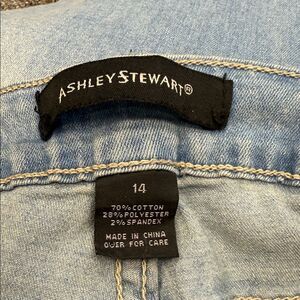 ASHLEY STEWART®
14
70% COTTON
28% POLYESTER
2% SPANDEX
MADE IN CHINA
OVER FOR CARE